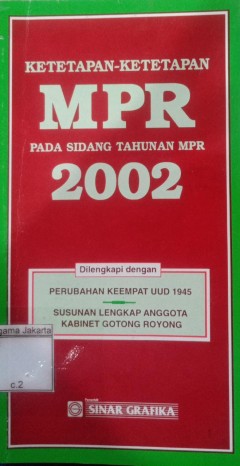 KETETAPAN-KETETAPAN
MPR
PADA SIDANG TAHUNAN MPR
2002
Dilengkapi dengan
PERUBAHAN KEEMPAT UUD 1945
SUSUNAN LENGKAP ANGGOTA
KABINET GOTONG ROYONG
gama Jakarta
c.2
Penerbit
SINAR GRAFIKA